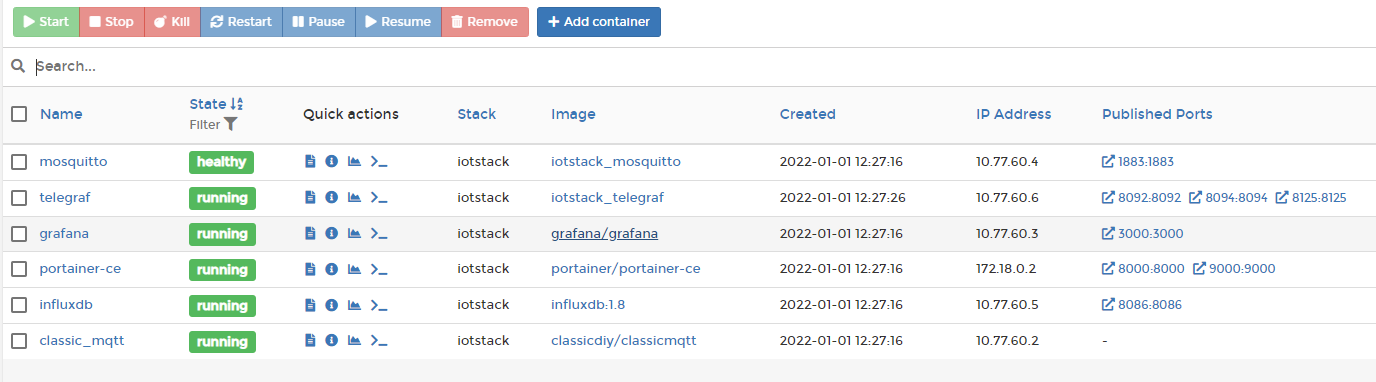 Start Stop Kill Restart Pause Resume Remove Add container
Search...
Name State Filter Quick actions Stack Image Created IP Address Published Ports
mosquitto healthy iotstack iotstack_mosquitto 2022-01-01 12:27:16 10.77.60.4 1883:1883
telegraf running iotstack iotstack_telegraf 2022-01-01 12:27:26 10.77.60.6 8092:8092 8094:8094 8125:8125
grafana running iotstack grafana/grafana 2022-01-01 12:27:16 10.77.60.3 3000:3000
portainer-ce running iotstack portainer/portainer-ce 2022-01-01 12:27:16 172.18.0.2 8000:8000 9000:9000
influxdb running iotstack influxdb:1.8 2022-01-01 12:27:16 10.77.60.5 8086:8086
classic_mqtt running iotstack classicdiy/classicmqtt 2022-01-01 12:27:16 10.77.60.2 -